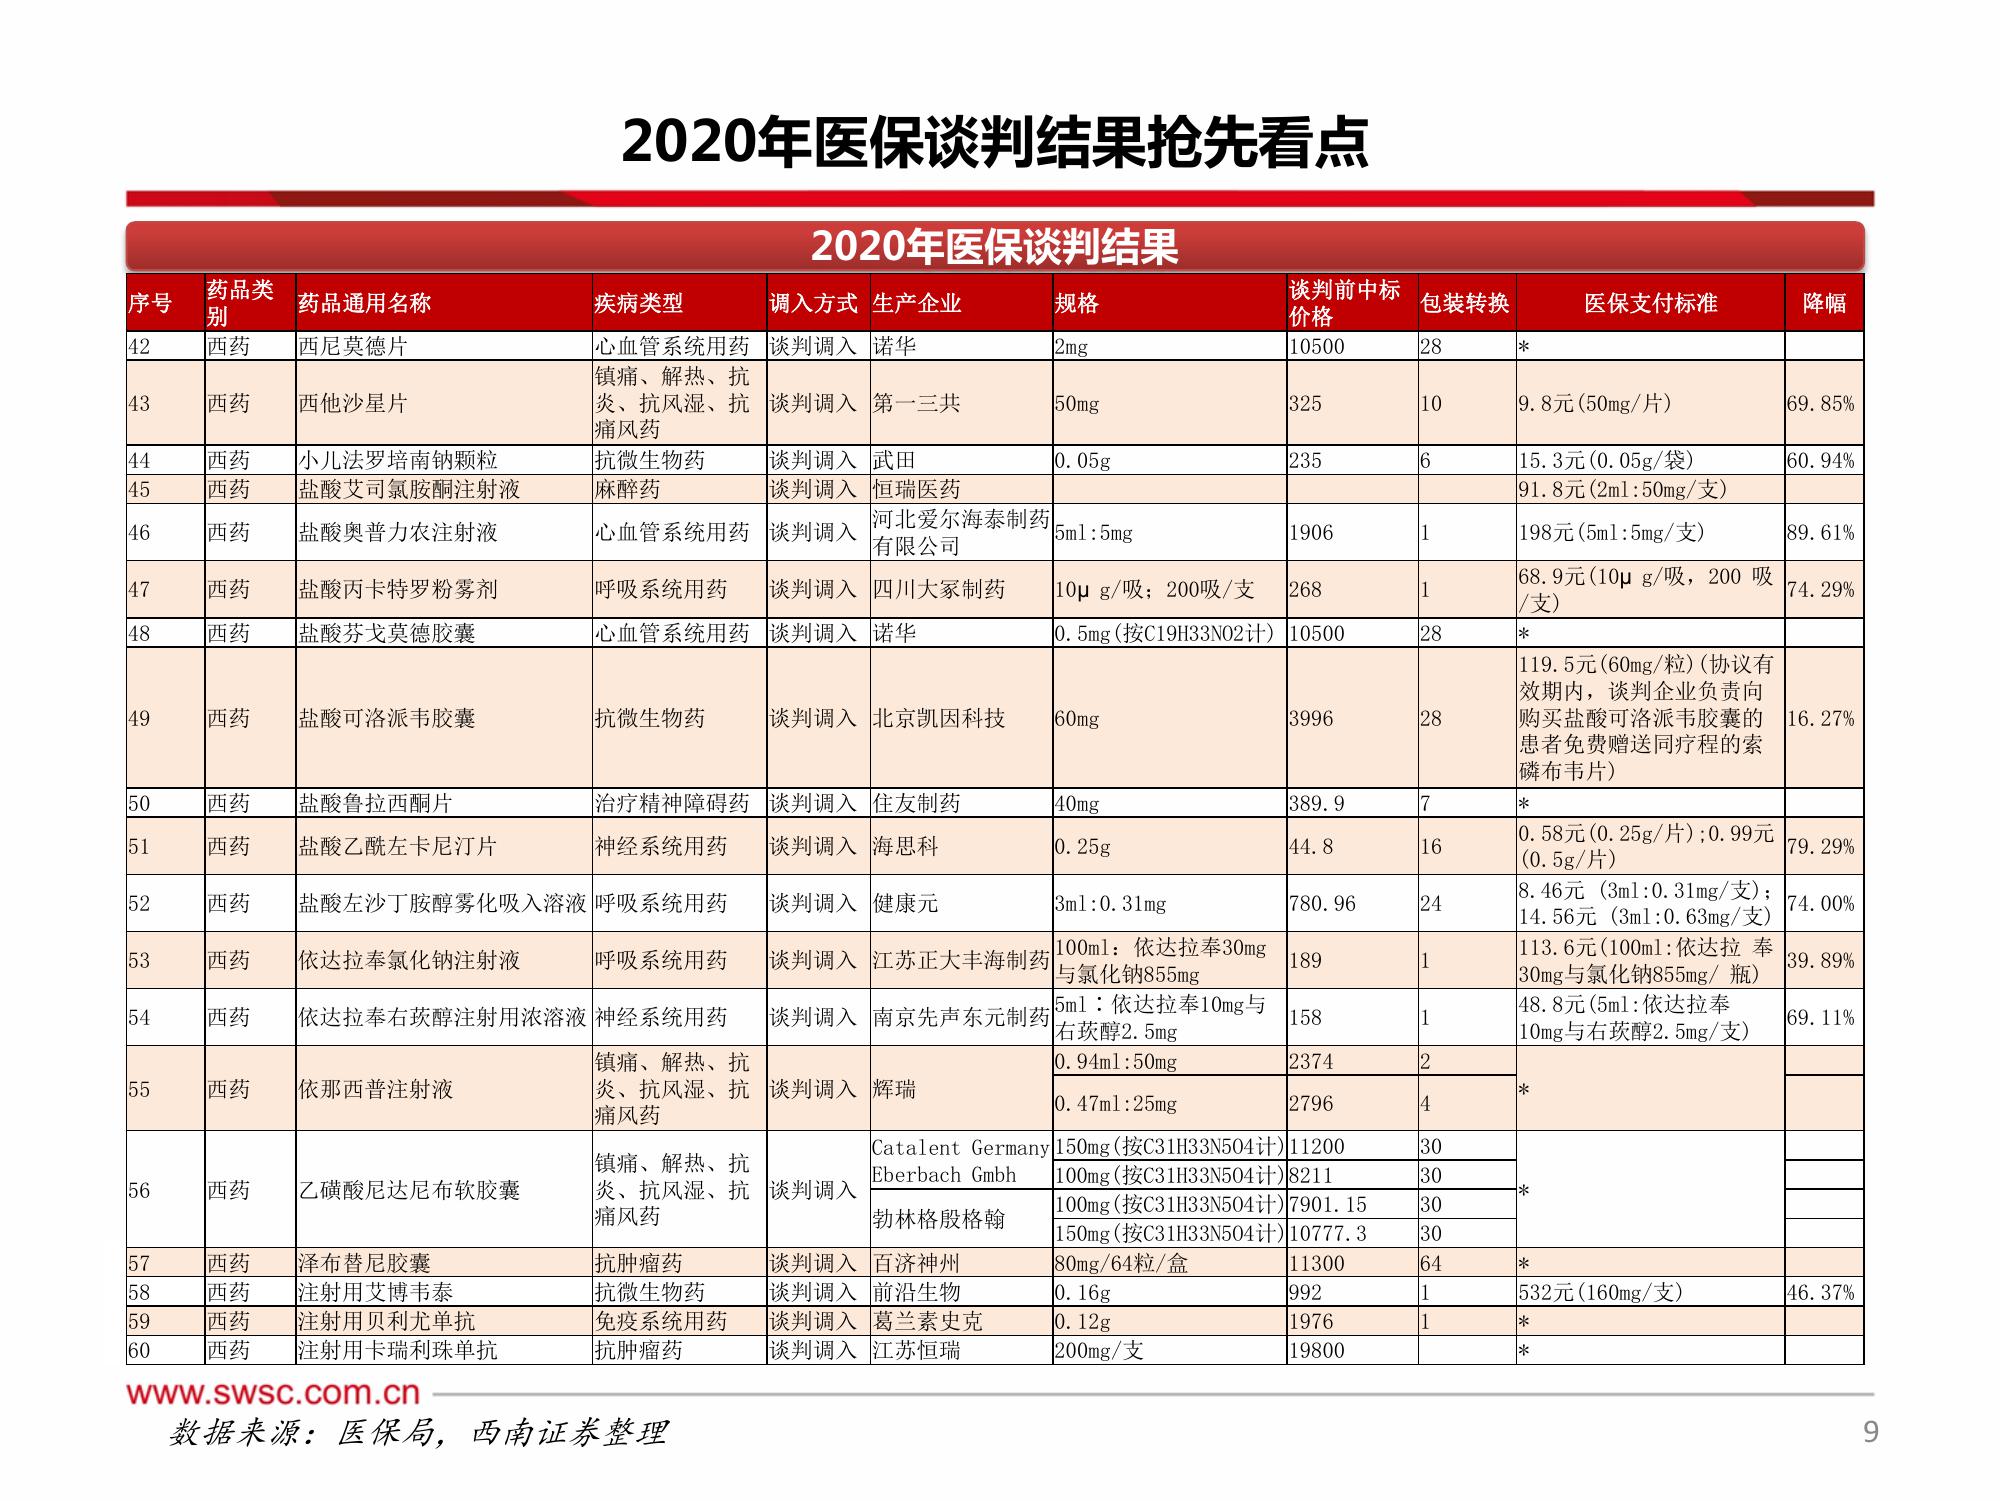 2020年医保谈判结果抢先看点
2020年医保谈判结果
序号 药品类别 药品通用名称 疾病类型 调入方式 生产企业 规格 谈判前中标价格 包装转换 医保支付标准 降幅
42 西药 西尼莫德片 心血管系统用药 谈判调入 诺华 2mg 10500 28 *
43 西药 西他沙星片 镇痛、解热、抗炎、抗风湿、抗痛风药 谈判调入 第一三共 50mg 325 10 9.8元(50mg/片) 69.85%
44 西药 小儿法罗培南钠颗粒 抗微生物药 谈判调入 武田 0.05g 235 6 15.3元(0.05g/袋) 60.94%
45 西药 盐酸艾司氯胺酮注射液 麻醉药 谈判调入 恒瑞医药 91.8元(2ml:50mg/支)
46 西药 盐酸奥普力农注射液 心血管系统用药 谈判调入 河北爱尔海泰制药有限公司 5ml:5mg 1906 1 198元(5ml:5mg/支) 89.61%
47 西药 盐酸丙卡特罗粉雾剂 呼吸系统用药 谈判调入 四川大冢制药 10μ g/吸；200吸/支 268 1 68.9元(10μ g/吸，200 吸/支) 74.29%
48 西药 盐酸芬戈莫德胶囊 心血管系统用药 谈判调入 诺华 0.5mg(按C19H33NO2计) 10500 28 *
49 西药 盐酸可洛派韦胶囊 抗微生物药 谈判调入 北京凯因科技 60mg 3996 28 119.5元(60mg/粒)(协议有效期内，谈判企业负责向购买盐酸可洛派韦胶囊的患者免费赠送同疗程的索磷布韦片) 16.27%
50 西药 盐酸鲁拉西酮片 治疗精神障碍药 谈判调入 住友制药 40mg 389.9 7 *
51 西药 盐酸乙酰左卡尼汀片 神经系统用药 谈判调入 海思科 0.25g 44.8 16 0.58元(0.25g/片);0.99元(0.5g/片) 79.29%
52 西药 盐酸左沙丁胺醇雾化吸入溶液 呼吸系统用药 谈判调入 健康元 3ml:0.31mg 780.96 24 8.46元 (3ml:0.31mg/支)；14.56元 (3ml:0.63mg/支) 74.00%
53 西药 依达拉奉氯化钠注射液 呼吸系统用药 谈判调入 江苏正大丰海制药 100ml：依达拉奉30mg与氯化钠855mg 189 1 113.6元(100ml:依达拉 奉30mg与氯化钠855mg/ 瓶) 39.89%
54 西药 依达拉奉右莰醇注射用浓溶液 神经系统用药 谈判调入 南京先声东元制药 5ml：依达拉奉10mg与右莰醇2.5mg 158 1 48.8元(5ml:依达拉奉10mg与右莰醇2.5mg/支) 69.11%
55 西药 依那西普注射液 镇痛、解热、抗炎、抗风湿、抗痛风药 谈判调入 辉瑞 0.94ml:50mg 2374 2 *
0.47ml:25mg 2796 4
56 西药 乙磺酸尼达尼布软胶囊 镇痛、解热、抗炎、抗风湿、抗痛风药 谈判调入 Catalent Germany Eberbach Gmbh 150mg(按C31H33N5O4计) 11200 30 *
100mg(按C31H33N5O4计) 8211 30
勃林格殷格翰 100mg(按C31H33N5O4计) 7901.15 30
150mg(按C31H33N5O4计) 10777.3 30
57 西药 泽布替尼胶囊 抗肿瘤药 谈判调入 百济神州 80mg/64粒/盒 11300 64 *
58 西药 注射用艾博韦泰 抗微生物药 谈判调入 前沿生物 0.16g 992 1 532元(160mg/支) 46.37%
59 西药 注射用贝利尤单抗 免疫系统用药 谈判调入 葛兰素史克 0.12g 1976 1 *
60 西药 注射用卡瑞利珠单抗 抗肿瘤药 谈判调入 江苏恒瑞 200mg/支 19800 *
www.swsc.com.cn
数据来源：医保局，西南证券整理
9